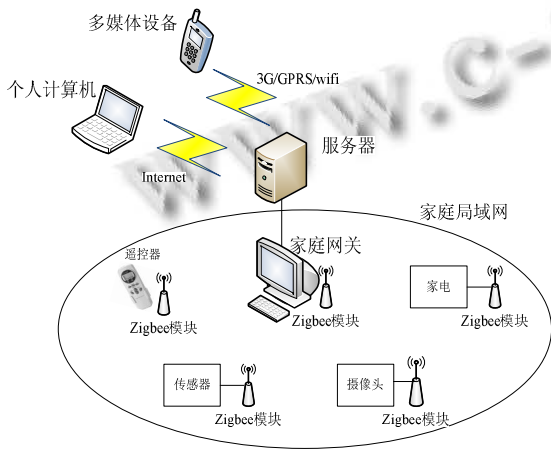 多媒体设备
3G/GPRS/wifi
个人计算机
服务器
Internet
www.c-
家庭局域网
家庭网关
遥控器
家电
Zigbee模块
Zigbee模块
Zigbee模块
传感器
摄像头
Zigbee模块
Zigbee模块